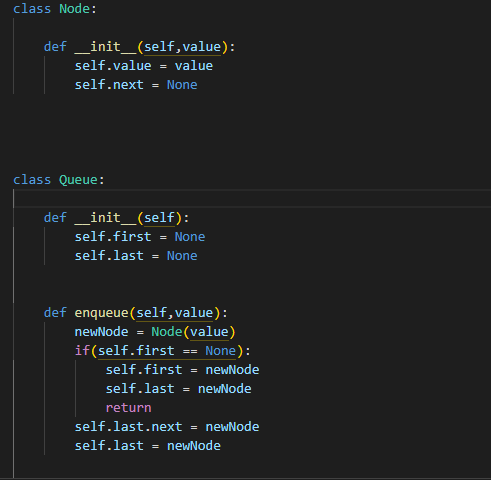 class Node:
    def __init__(self,value):
        self.value = value
        self.next = None
class Queue:
    def __init__(self):
        self.first = None
        self.last = None
    def enqueue(self,value):
        newNode = Node(value)
        if(self.first == None):
            self.first = newNode
            self.last = newNode
            return
        self.last.next = newNode
        self.last = newNode